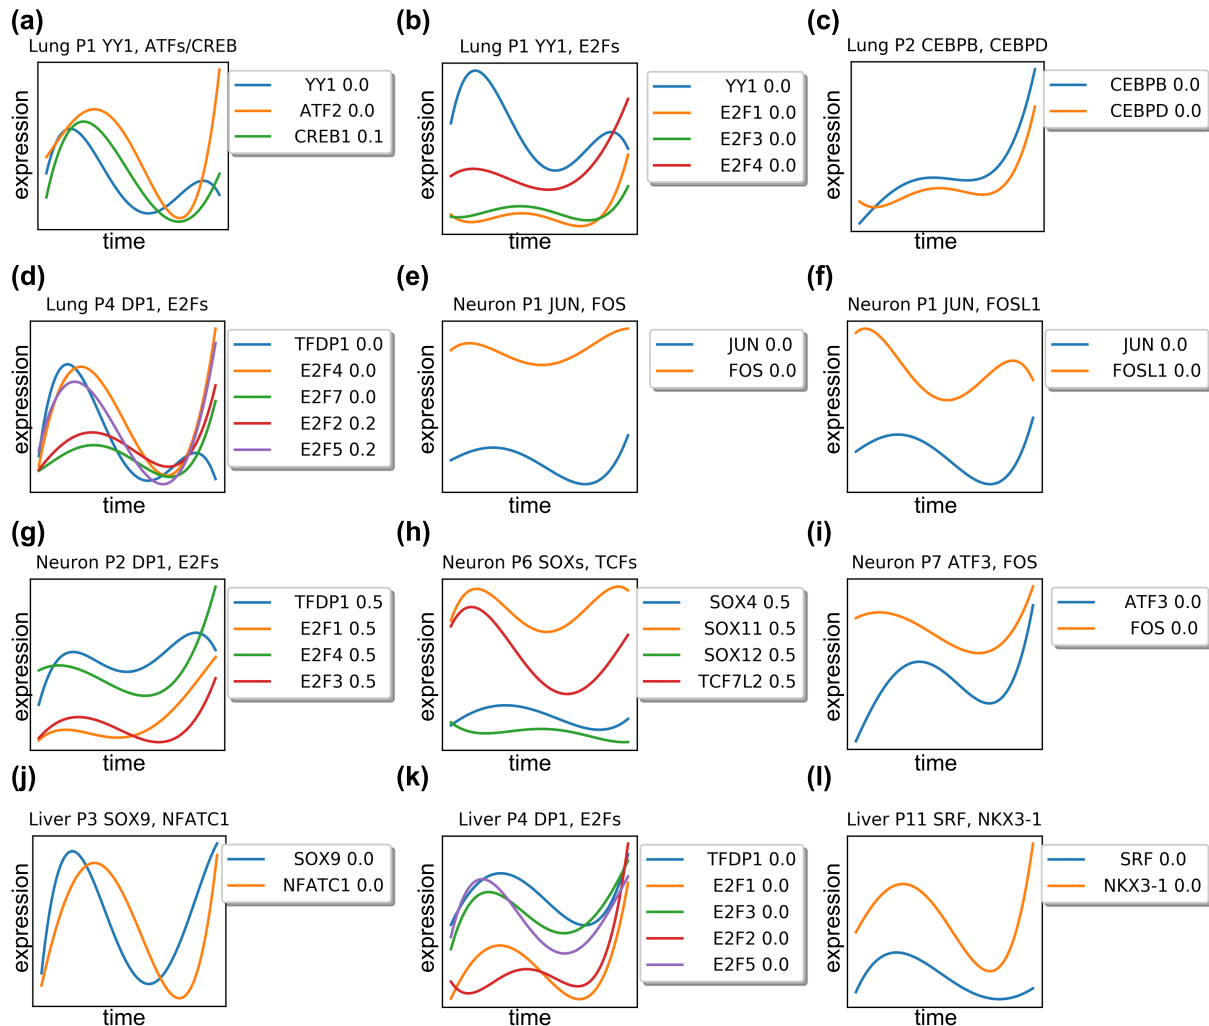 (a)
Lung P1 YY1, ATFs/CREB
expression
time
YY1 0.0
ATF2 0.0
CREB1 0.1
(b)
Lung P1 YY1, E2Fs
expression
time
YY1 0.0
E2F1 0.0
E2F3 0.0
E2F4 0.0
(c)
Lung P2 CEBPB, CEBPD
expression
time
CEBPB 0.0
CEBPD 0.0
(d)
Lung P4 DP1, E2Fs
expression
time
TFDP1 0.0
E2F4 0.0
E2F7 0.0
E2F2 0.2
E2F5 0.2
(e)
Neuron P1 JUN, FOS
expression
time
JUN 0.0
FOS 0.0
(f)
Neuron P1 JUN, FOSL1
expression
time
JUN 0.0
FOSL1 0.0
(g)
Neuron P2 DP1, E2Fs
expression
time
TFDP1 0.5
E2F1 0.5
E2F4 0.5
E2F3 0.5
(h)
Neuron P6 SOXs, TCFs
expression
time
SOX4 0.5
SOX11 0.5
SOX12 0.5
TCF7L2 0.5
(i)
Neuron P7 ATF3, FOS
expression
time
ATF3 0.0
FOS 0.0
(j)
Liver P3 SOX9, NFATC1
expression
time
SOX9 0.0
NFATC1 0.0
(k)
Liver P4 DP1, E2Fs
expression
time
TFDP1 0.0
E2F1 0.0
E2F3 0.0
E2F2 0.0
E2F5 0.0
(l)
Liver P11 SRF, NKX3-1
expression
time
SRF 0.0
NKX3-1 0.0